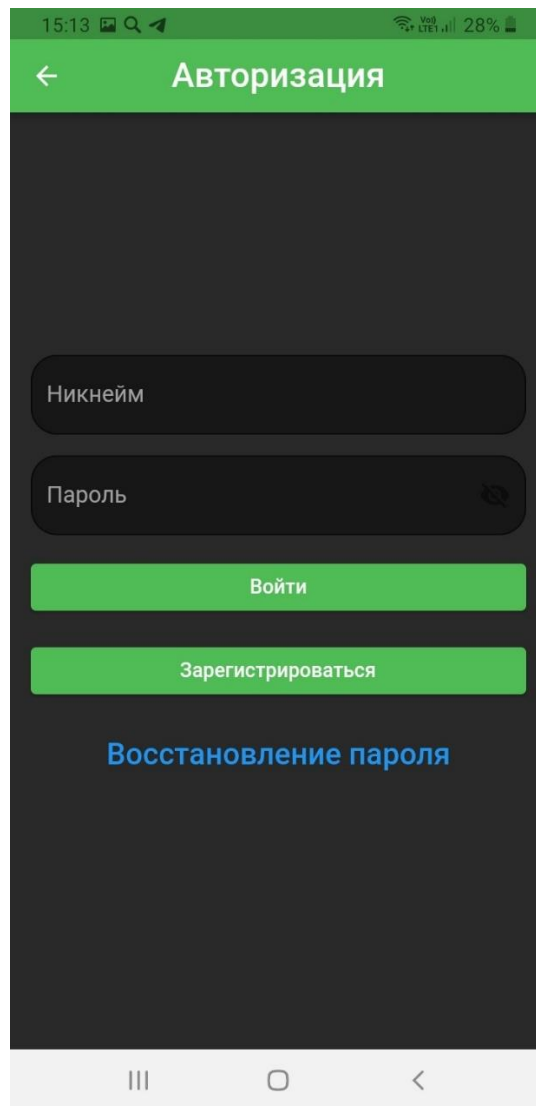 15:13 28%
Авторизация
Никнейм
Пароль
Войти
Зарегистрироваться
Восстановление пароля